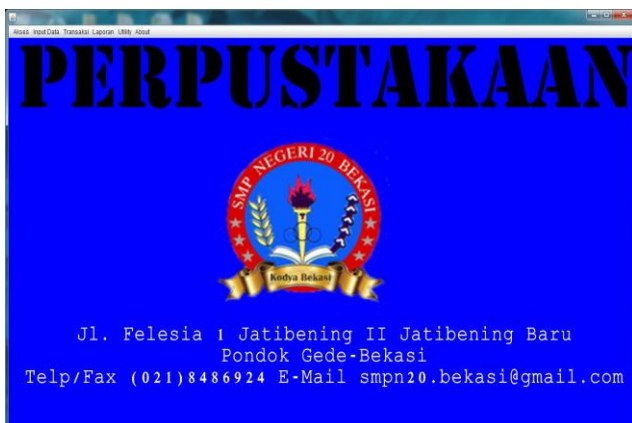 Akses Input Data Transaksi Laporan Utility About
PERPUSTAKAAN
SMP NEGERI 20 BEKASI
Kodya Bekasi
Jl. Felesia 1 Jatibening II Jatibening Baru
Pondok Gede-Bekasi
Telp/Fax (021)8486924 E-Mail smpn20.bekasi@gmail.com